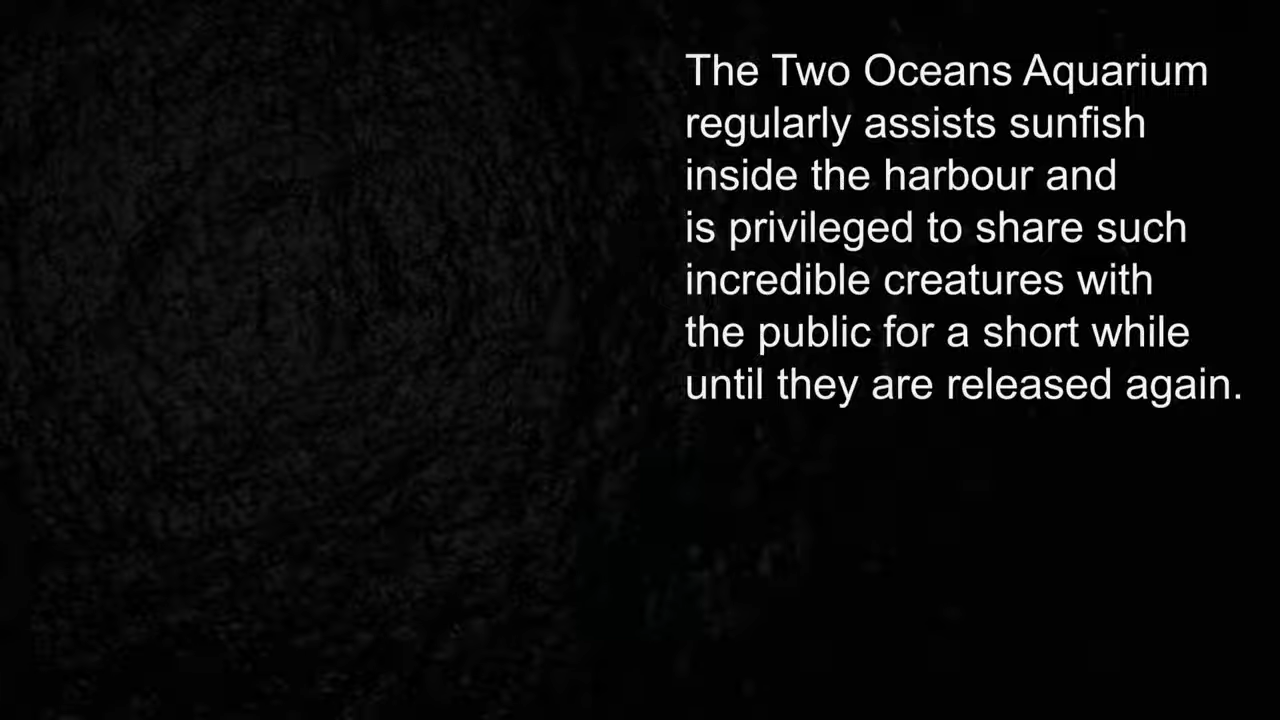 The Two Oceans Aquarium
regularly assists sunfish
inside the harbour and
is privileged to share such
incredible creatures with
the public for a short while
until they are released again.